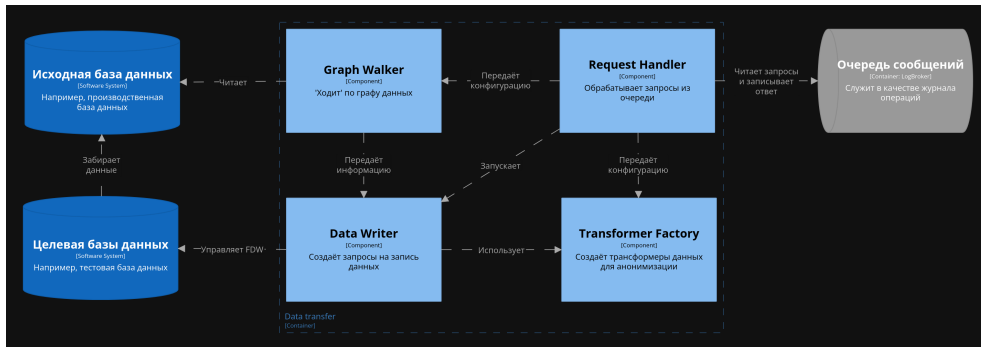 Исходная база данных
[Software System]
Например, производственная
база данных
Читает
Graph Walker
[Component]
'Ходит' по графу данных
Передаёт
конфигурацию
Request Handler
[Component]
Обрабатывает запросы из
очереди
Читает запросы
и записывает
ответ
Очередь сообщений
[Container: LogBroker]
Служит в качестве журнала
операций
Забирает
данные
Передаёт
информацию
Запускает
Передаёт
конфигурацию
Целевая базы данных
[Software System]
Например, тестовая база данных
Управляет FDW
Data Writer
[Component]
Создаёт запросы на запись
данных
Использует
Transformer Factory
[Component]
Создаёт трансформеры данных
для анонимизации
Data transfer
[Container]